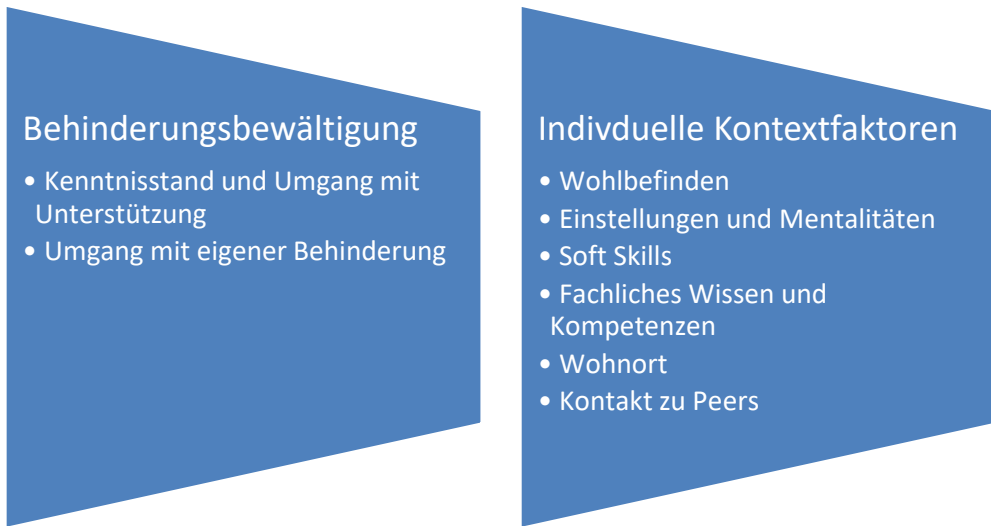 Behinderungsbewältigung
• Kenntnisstand und Umgang mit
Unterstützung
• Umgang mit eigener Behinderung
Indivduelle Kontextfaktoren
• Wohlbefinden
• Einstellungen und Mentalitäten
• Soft Skills
• Fachliches Wissen und
Kompetenzen
• Wohnort
• Kontakt zu Peers